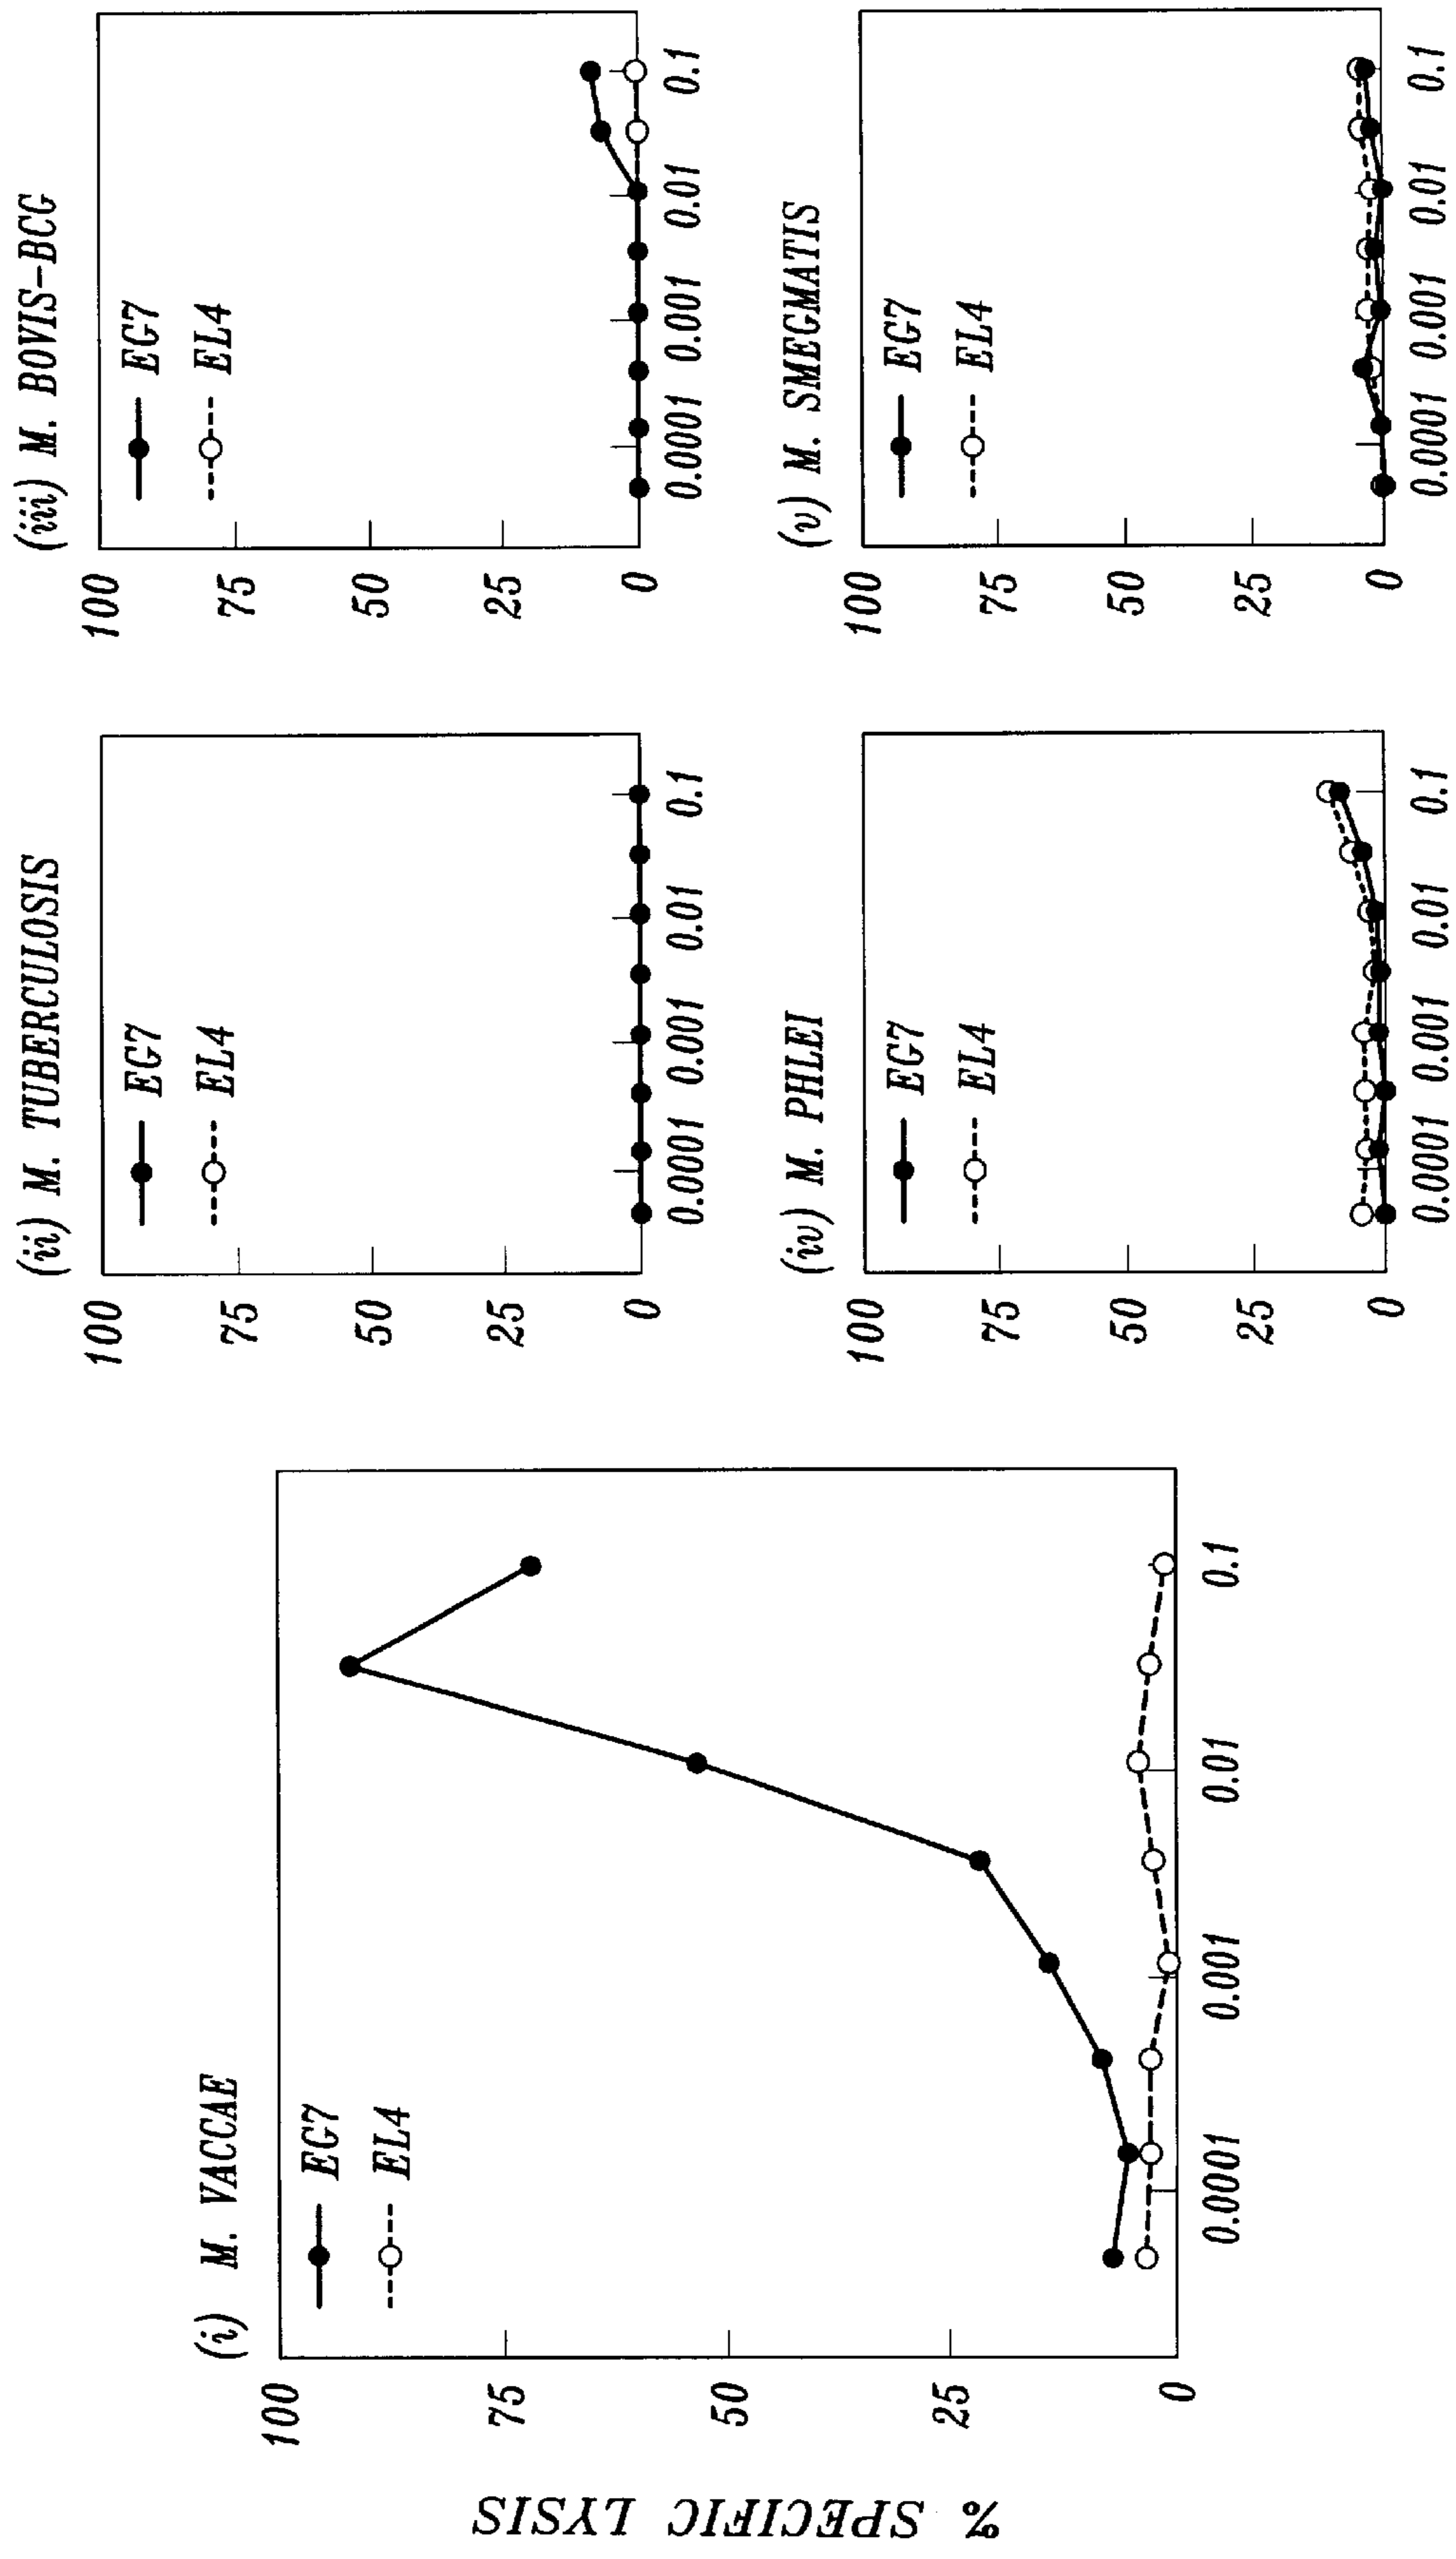 % SPECIFIC LYSIS
(i) M. VACCAE
EG7
EL4
100
75
50
25
0
0.0001 0.001 0.01 0.1
(ii) M. TUBERCULOSIS
EG7
EL4
100
75
50
25
0
0.0001 0.001 0.01 0.1
(iii) M. BOVIS-BCG
EG7
EL4
100
75
50
25
0
0.0001 0.001 0.01 0.1
(iv) M. PHLEI
EG7
EL4
100
75
50
25
0
0.0001 0.001 0.01 0.1
(v) M. SMEGMATIS
EG7
EL4
100
75
50
25
0
0.0001 0.001 0.01 0.1